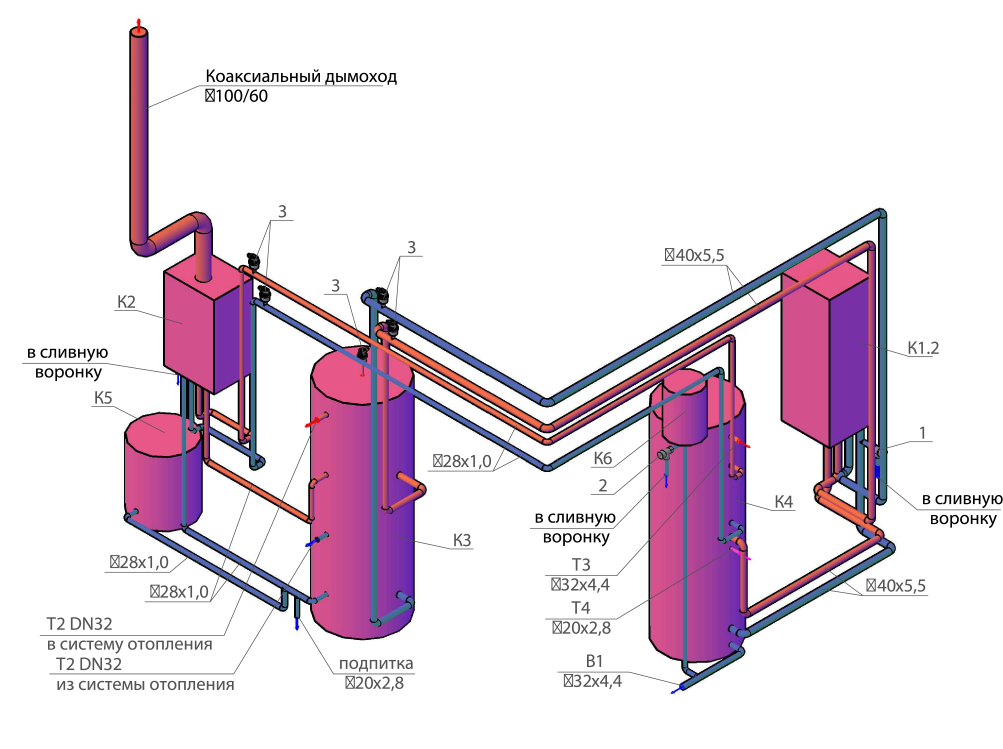 Коаксиальный дымоход
⍰100/60
3
3
3
⍰40x5,5
К2
К1.2
в сливную
воронку
К5
1
⍰28x1,0
К6
2
К4
в сливную
воронку
в сливную
воронку
К3
⍰28x1,0
⍰28x1,0
Т3
⍰32x4,4
⍰40x5,5
Т4
⍰20x2,8
Т2 DN32
в систему отопления
Т2 DN32
из системы отопления
подпитка
⍰20x2,8
В1
⍰32x4,4